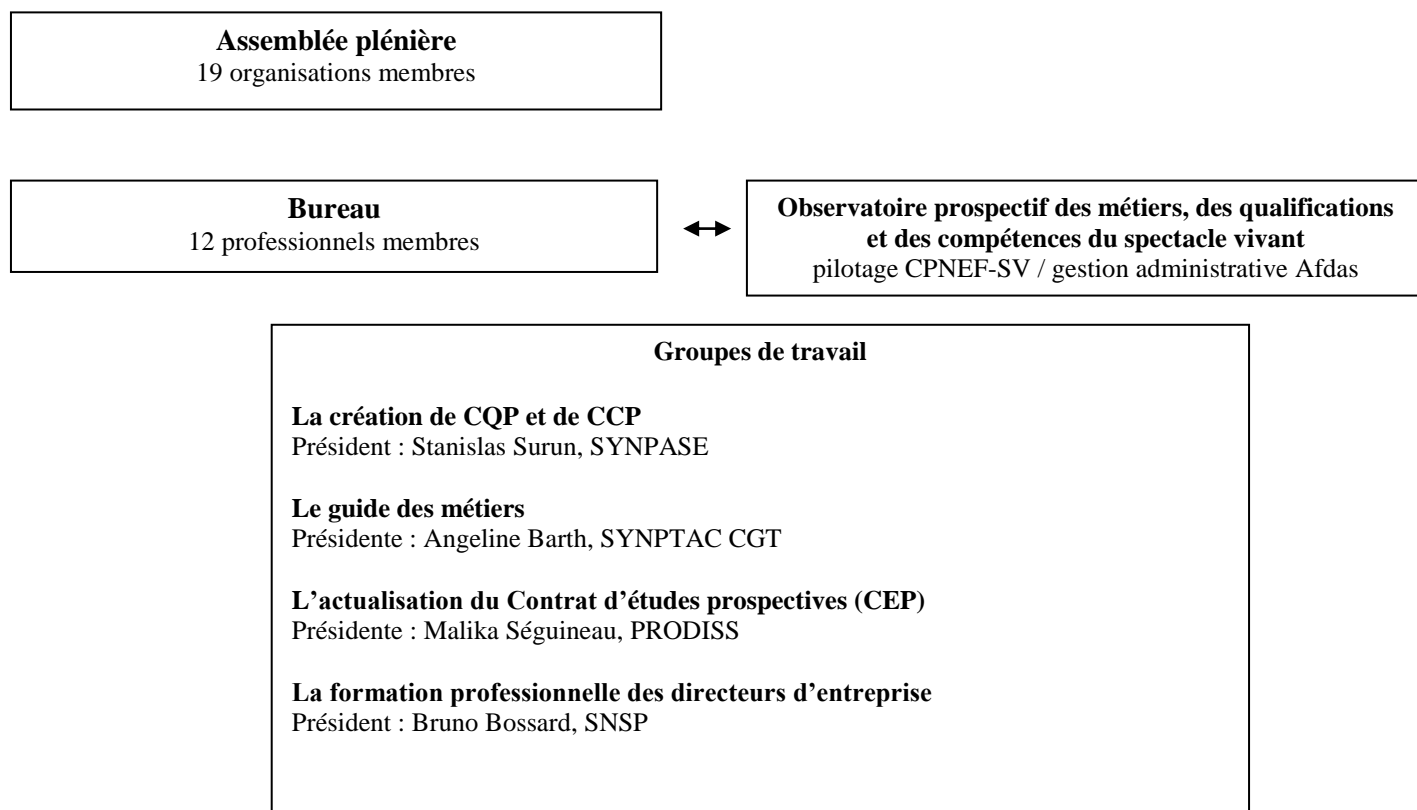 Assemblée plénière
19 organisations membres
Bureau
12 professionnels membres
Observatoire prospectif des métiers, des qualifications
et des compétences du spectacle vivant
pilotage CPNEF-SV / gestion administrative Afdas
Groupes de travail
La création de CQP et de CCP
Président : Stanislas Surun, SYNPASE
Le guide des métiers
Présidente : Angeline Barth, SYNPTAC CGT
L’actualisation du Contrat d’études prospectives (CEP)
Présidente : Malika Séguineau, PRODISS
La formation professionnelle des directeurs d’entreprise
Président : Bruno Bossard, SNSP